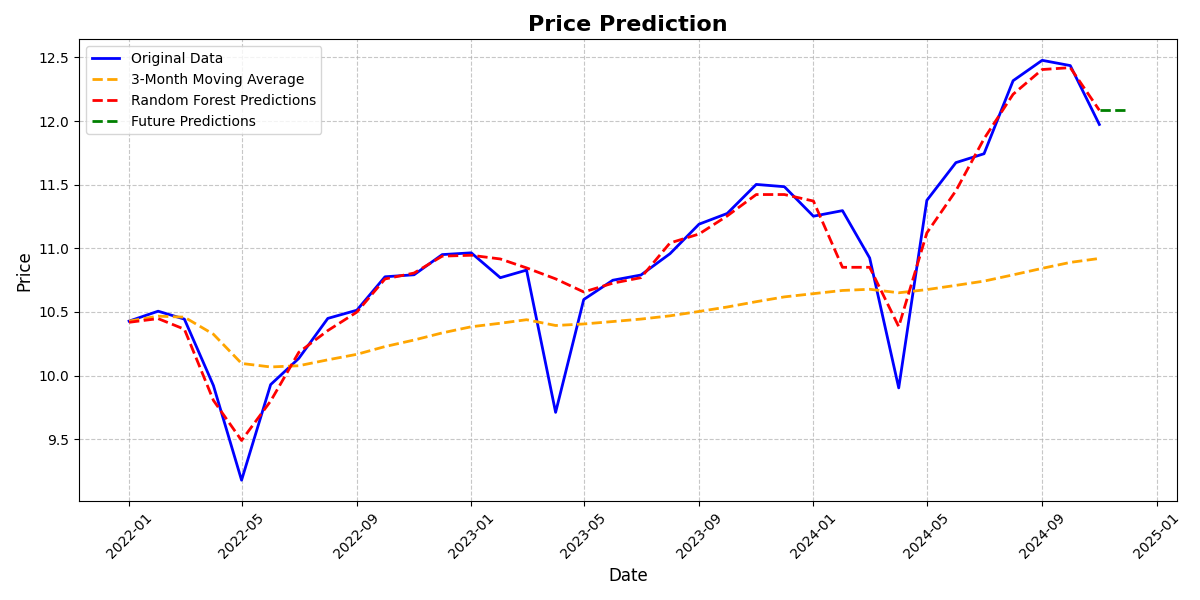 Price Prediction
Original Data
3-Month Moving Average
Random Forest Predictions
Future Predictions
Price
12.5
12.0
11.5
11.0
10.5
10.0
9.5
2022-01
2022-05
2022-09
2023-01
2023-05
2023-09
2024-01
2024-05
2024-09
2025-01
Date